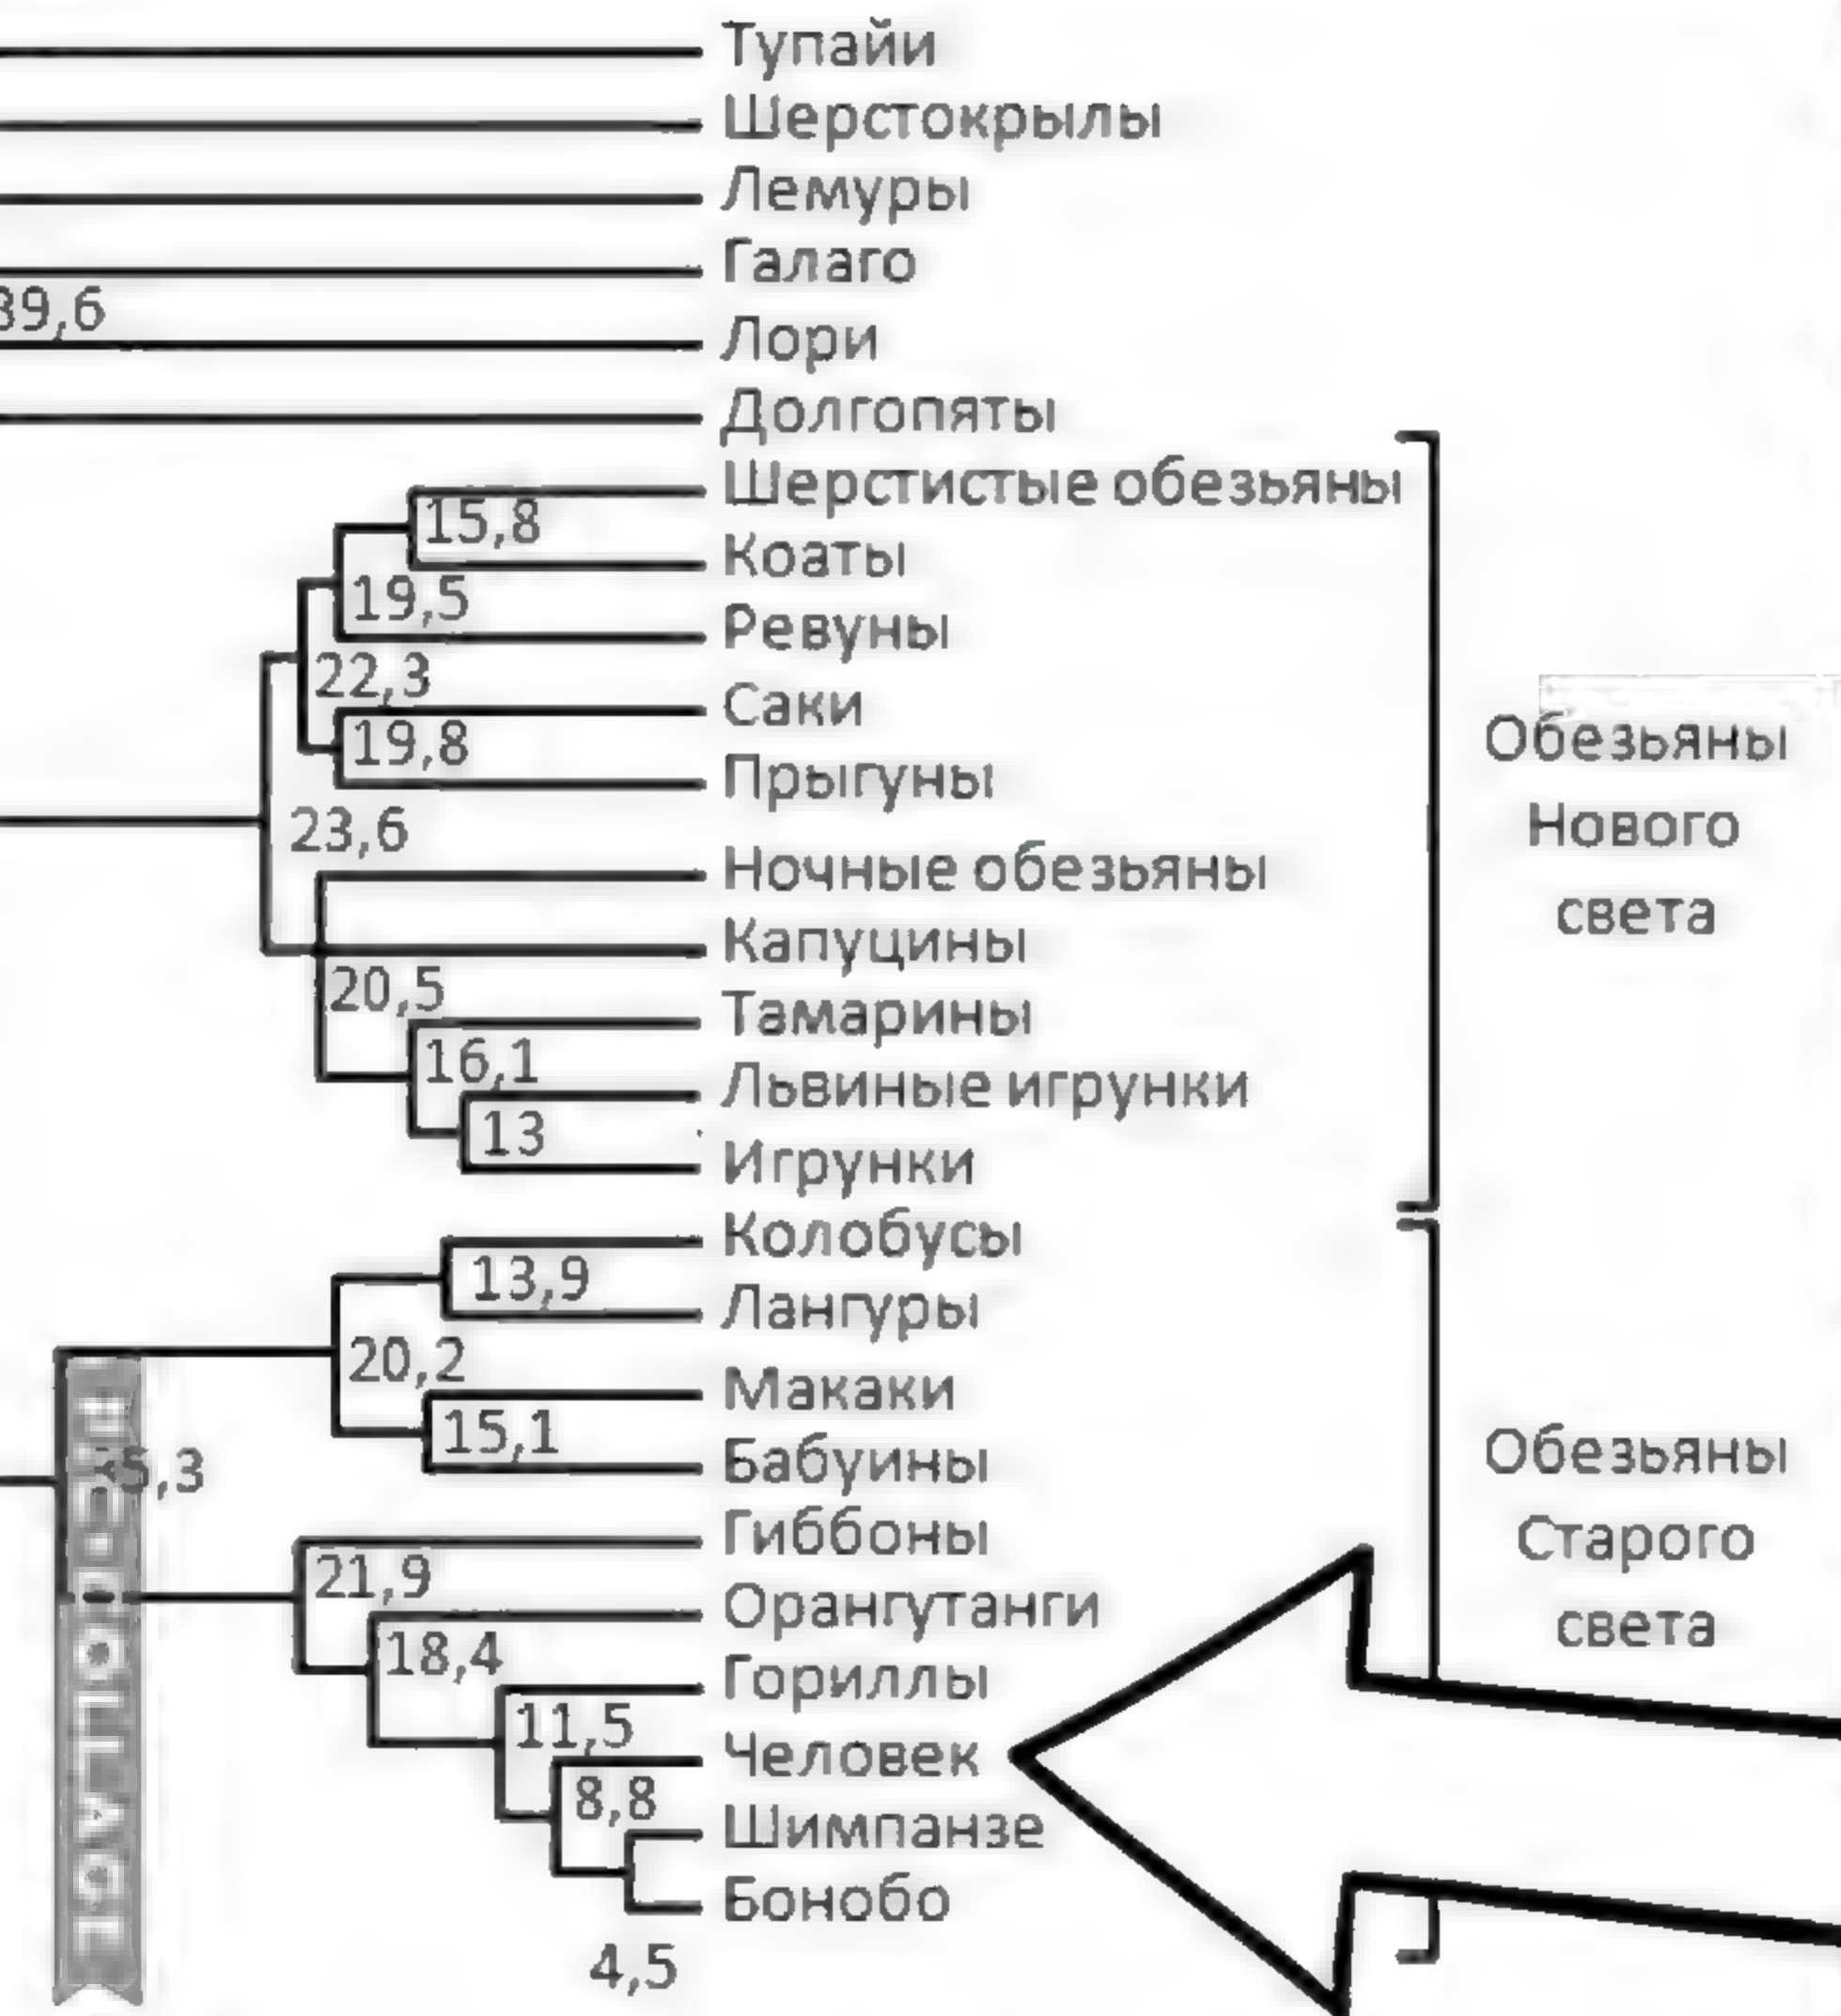 Тупайи
Шерстокрылы
Лемуры
Галаго
39,6
Лори
Долгопяты
Шерстистые обезьяны
15,8
Коаты
19,5
Ревуны
22,3
Саки
19,8
Прыгуны
23,6
Ночные обезьяны
Капуцины
20,5
Тамарины
16,1
Львиные игрунки
13
Игрунки
Обезьяны
Нового
света
Колобусы
13,9
Лангуры
20,2
Макаки
15,1
Бабуины
5,3
Гиббоны
21,9
Орангутанги
18,4
Гориллы
11,5
Человек
8,8
Шимпанзе
Бонобо
4,5
Обезьяны
Старого
света